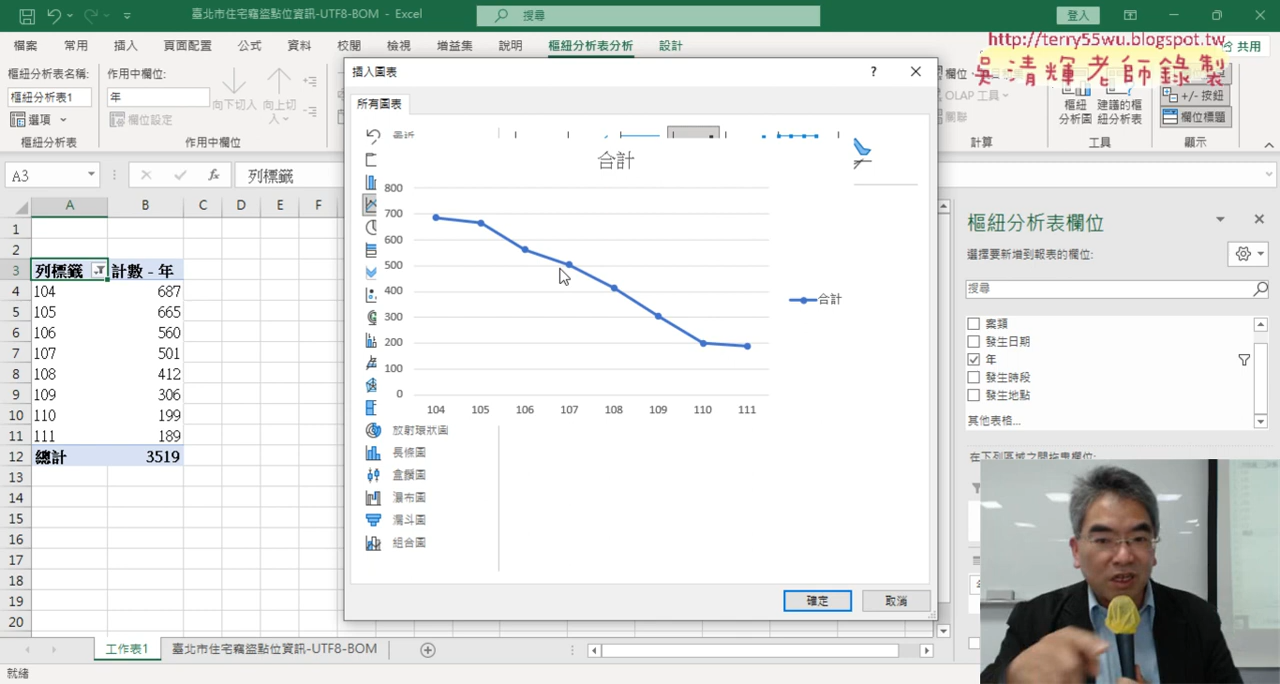 臺北市住宅竊盜點位資訊-UTF8-BOM - Excel
搜尋
登入
檔案 常用 插入 頁面配置 公式 資料 校閱 檢視 增益集 說明 樞紐分析表分析 設計
共用
http://terry55wu.blogspot.tw
吳清輝老師錄製
樞紐分析表名稱:
樞紐分析表1
選項
樞紐分析表
作用中欄位:
年
欄位設定
向下切入 向上切入
作用中欄位
OLAP 工具
關聯
計算
樞紐分析圖
建議的樞紐分析表
工具
+/- 按鈕
欄位標題
顯示
A3
fx
列標籤
A B C D E F
1
2
3 列標籤 計數 - 年
4 104 687
5 105 665
6 106 560
7 107 501
8 108 412
9 109 306
10 110 199
11 111 189
12 總計 3519
13
14
15
16
17
18
19
20
插入圖表
?
所有圖表
最近
合計
800
700
600
500
400
300
200
100
0
104 105 106 107 108 109 110 111
合計
放射環狀圖
長條圖
盒鬚圖
瀑布圖
漏斗圖
組合圖
確定 取消
樞紐分析表欄位
選擇要新增到報表的欄位:
搜尋
案類
發生日期
年
發生時段
發生地點
其他表格...
在下列區域之間拖曳欄位:
工作表1 臺北市住宅竊盜點位資訊-UTF8-BOM
就緒